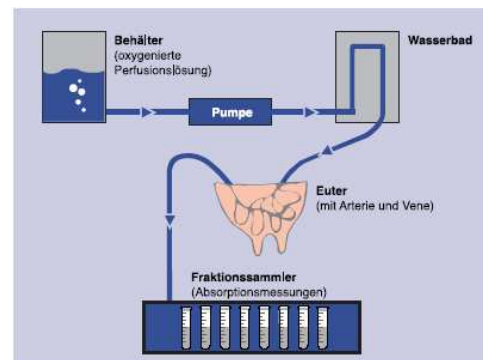 Behälter
(oxygenierte
Perfusionslösung)
Wasserbad
Pumpe
Euter
(mit Arterie und Vene)
Fraktionssammler
(Absorptionsmessungen)